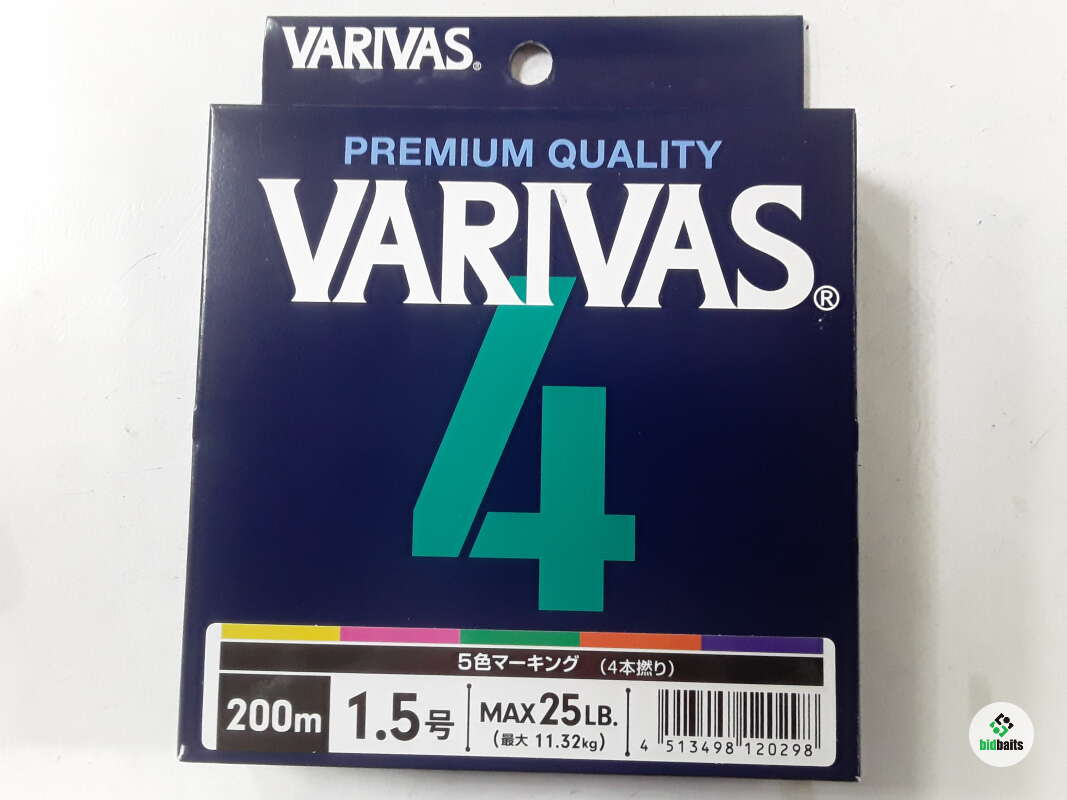 VARIVAS®
PREMIUM QUALITY
VARIVAS®
4
5色マーキング （4本撚り）
200m
1.5号
MAX 25LB.
（最大 11.32kg）
4 513498 120298
bidbaits